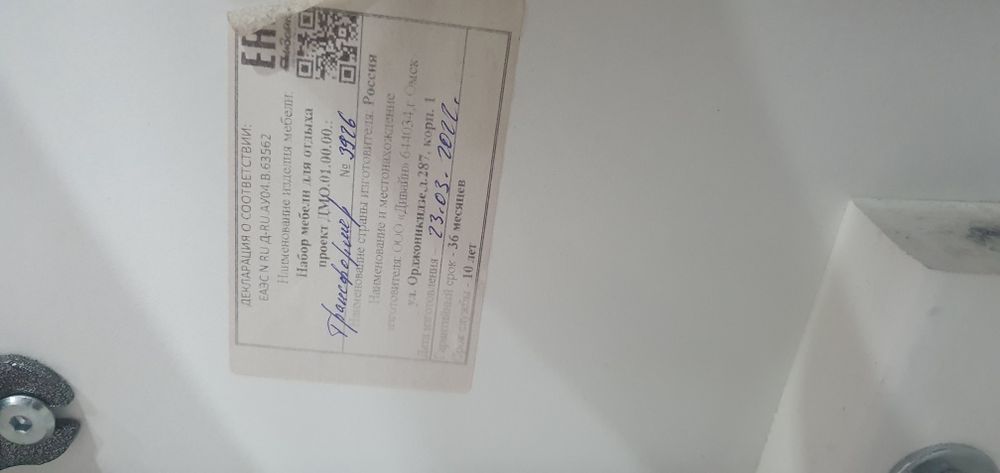 ДЕКЛАРАЦИЯ О СООТВЕТСТВИИ:
ЕАЭС N RU Д-RU.АУ04.В.63562
Наименование изделия мебели:
Набор мебели для отдыха
проект ДМО.01.00.00.:
Трансформер № 3926
Наименование страны изготовителя: Россия
Наименование и местонахождение
изготовителя: ООО «Дивайн» 644034,г. Омск
ул. Орджоникидзе,д.287, корп. 1
Дата изготовления - 23.03.2022г.
Гарантийный срок - 36 месяцев
Срок службы - 10 лет